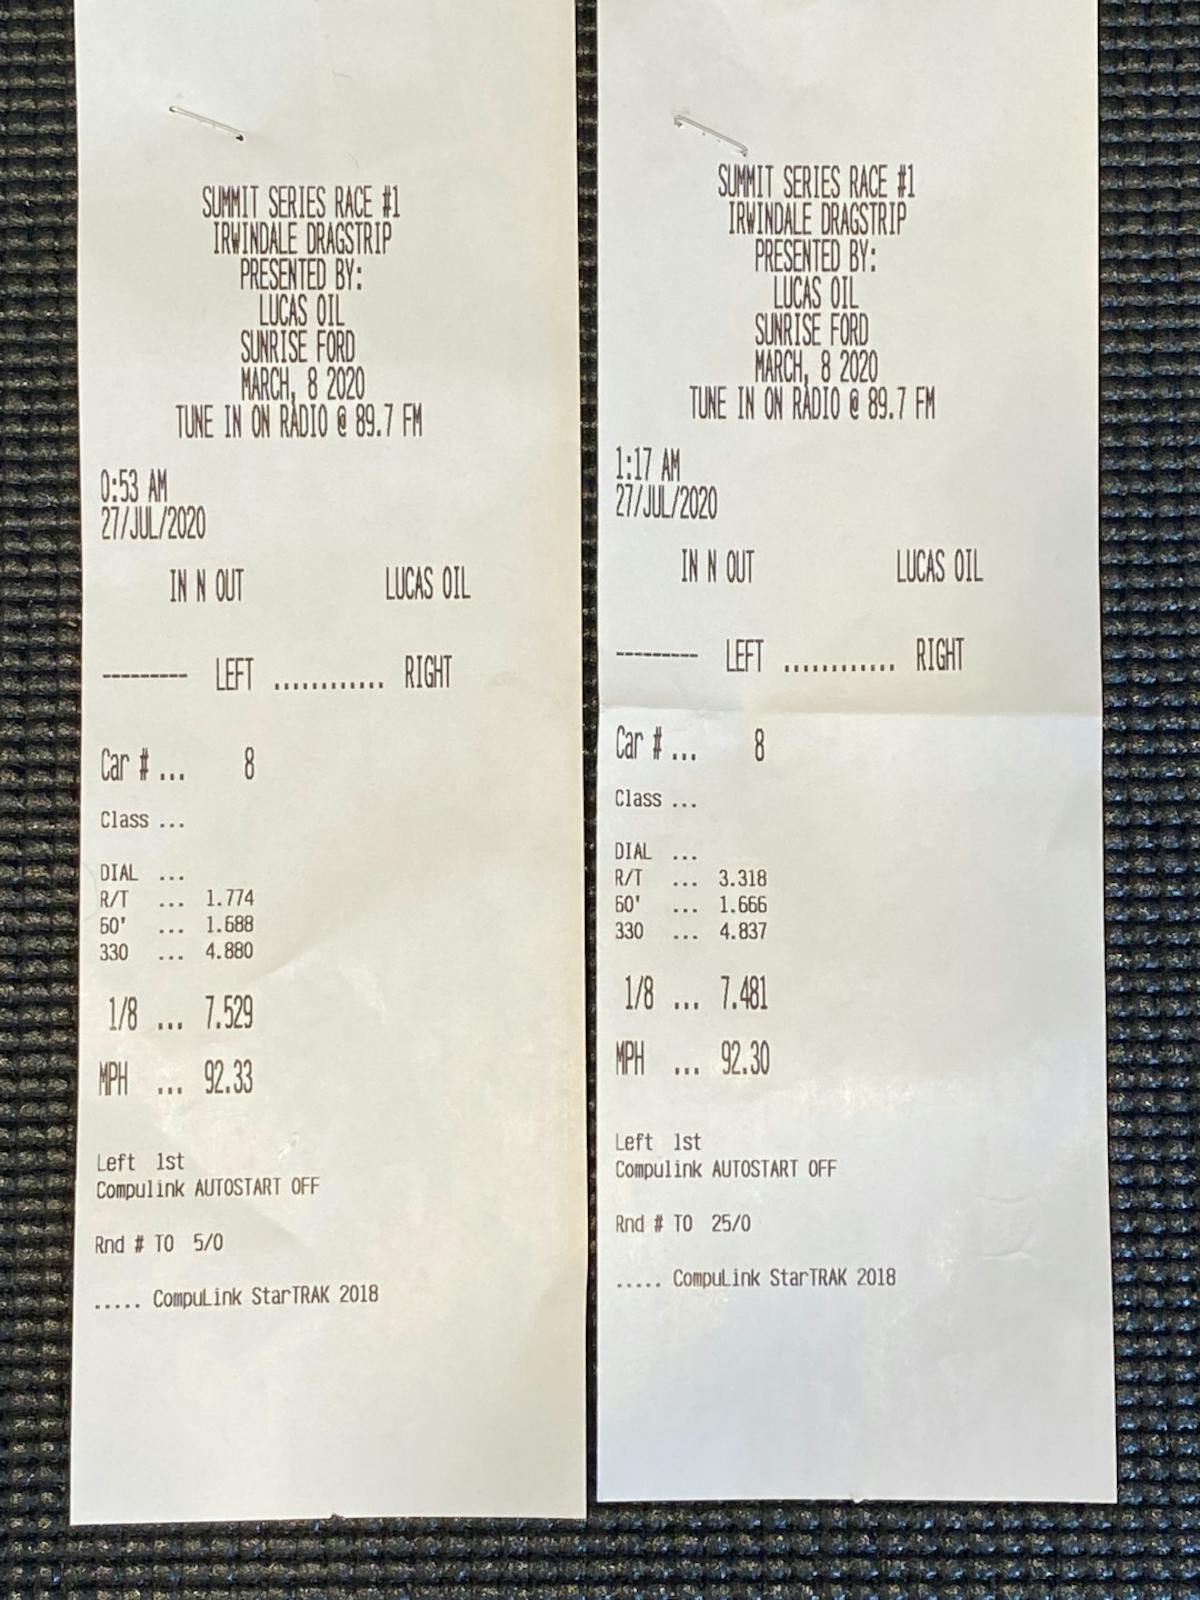 SUMMIT SERIES RACE #1
IRWINDALE DRAGSTRIP
PRESENTED BY:
LUCAS OIL
SUNRISE FORD
MARCH, 8 2020
TUNE IN ON RADIO @ 89.7 FM
0:53 AM
27/JUL/2020
IN N OUT LUCAS OIL
--------- LEFT ............ RIGHT
Car # ... 8
Class ...
DIAL ...
R/T ... 1.774
60' ... 1.688
330 ... 4.880
1/8 ... 7.529
MPH ... 92.33
Left 1st
Compulink AUTOSTART OFF
Rnd # TO 5/0
..... CompuLink StarTRAK 2018
SUMMIT SERIES RACE #1
IRWINDALE DRAGSTRIP
PRESENTED BY:
LUCAS OIL
SUNRISE FORD
MARCH, 8 2020
TUNE IN ON RADIO @ 89.7 FM
1:17 AM
27/JUL/2020
IN N OUT LUCAS OIL
--------- LEFT ............ RIGHT
Car # ... 8
Class ...
DIAL ...
R/T ... 3.318
60' ... 1.666
330 ... 4.837
1/8 ... 7.481
MPH ... 92.30
Left 1st
Compulink AUTOSTART OFF
Rnd # TO 25/0
..... CompuLink StarTRAK 2018